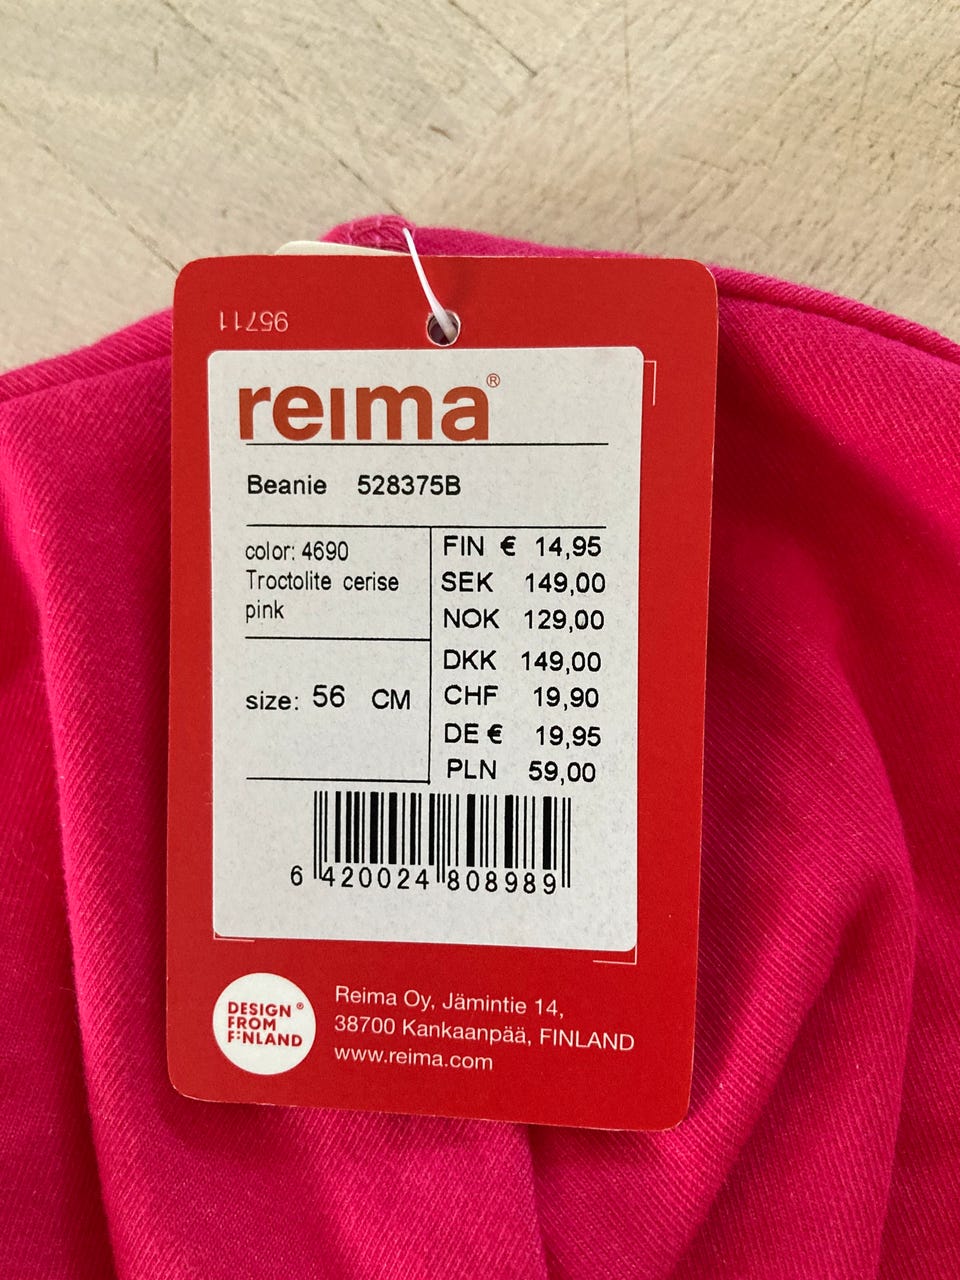 95711
reima®
Beanie 528375B
color: 4690
Troctolite cerise
pink
size: 56 CM
FIN € 14,95
SEK 149,00
NOK 129,00
DKK 149,00
CHF 19,90
DE € 19,95
PLN 59,00
6 420024 808989
DESIGN ®
FROM
FINLAND
Reima Oy, Jämintie 14,
38700 Kankaanpää, FINLAND
www.reima.com